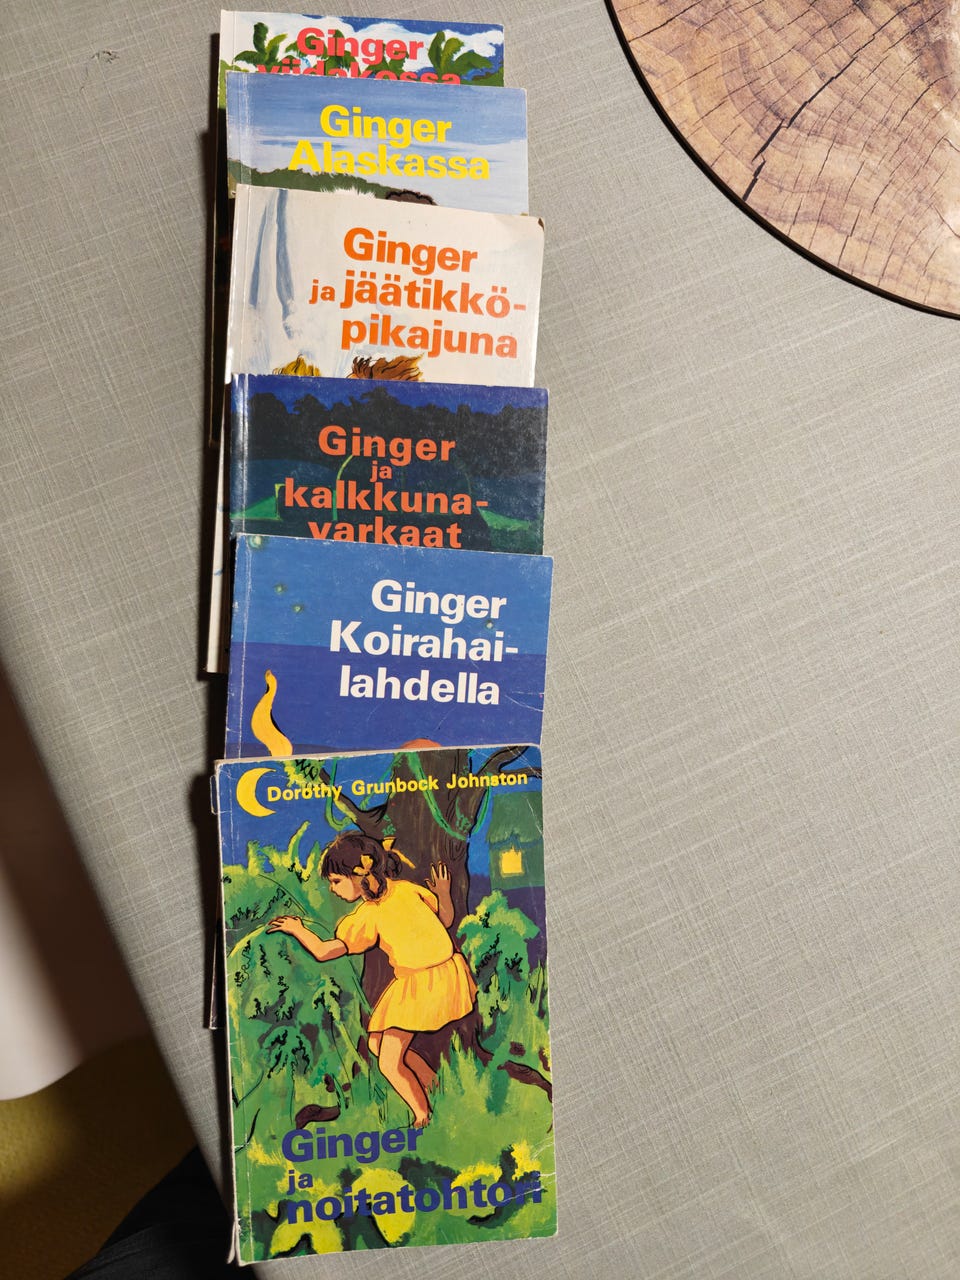 Ginger
viidakossa
Ginger
Alaskassa
Ginger
ja jäätikkö-
pikajuna
Ginger
ja
kalkkuna-
varkaat
Ginger
Koirahai-
lahdella
Dorothy Grunbock Johnston
Ginger
ja
noitatohtori